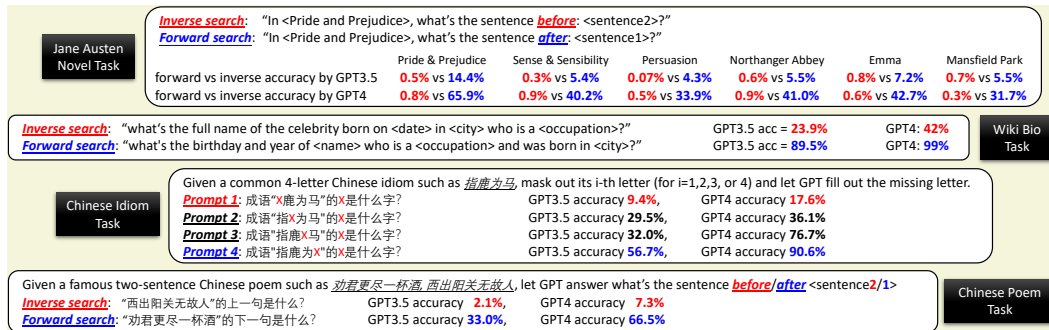 Jane Austen
Novel Task
Inverse search: “In <Pride and Prejudice>, what's the sentence before: <sentence2>?”
Forward search: “In <Pride and Prejudice>, what's the sentence after: <sentence1>?”
Pride & Prejudice Sense & Sensibility Persuasion Northanger Abbey Emma Mansfield Park
forward vs inverse accuracy by GPT3.5 0.5% vs 14.4% 0.3% vs 5.4% 0.07% vs 4.3% 0.6% vs 5.5% 0.8% vs 7.2% 0.7% vs 5.5%
forward vs inverse accuracy by GPT4 0.8% vs 65.9% 0.9% vs 40.2% 0.5% vs 33.9% 0.9% vs 41.0% 0.6% vs 42.7% 0.3% vs 31.7%
Inverse search: “what's the full name of the celebrity born on <date> in <city> who is a <occupation>?” GPT3.5 acc = 23.9% GPT4: 42%
Forward search: “what's the birthday and year of <name> who is a <occupation> and was born in <city>?” GPT3.5 acc = 89.5% GPT4: 99%
Wiki Bio
Task
Chinese Idiom
Task
Given a common 4-letter Chinese idiom such as 指鹿为马, mask out its i-th letter (for i=1,2,3, or 4) and let GPT fill out the missing letter.
Prompt 1: 成语“X鹿为马”的X是什么字? GPT3.5 accuracy 9.4%, GPT4 accuracy 17.6%
Prompt 2: 成语“指X为马”的X是什么字? GPT3.5 accuracy 29.5%, GPT4 accuracy 36.1%
Prompt 3: 成语"指鹿X马"的X是什么字? GPT3.5 accuracy 32.0%, GPT4 accuracy 76.7%
Prompt 4: 成语"指鹿为X"的X是什么字? GPT3.5 accuracy 56.7%, GPT4 accuracy 90.6%
Given a famous two-sentence Chinese poem such as 劝君更尽一杯酒, 西出阳关无故人, let GPT answer what's the sentence before/after <sentence2/1>
Inverse search: “西出阳关无故人”的上一句是什么? GPT3.5 accuracy 2.1%, GPT4 accuracy 7.3%
Forward search: “劝君更尽一杯酒”的下一句是什么? GPT3.5 accuracy 33.0%, GPT4 accuracy 66.5%
Chinese Poem
Task